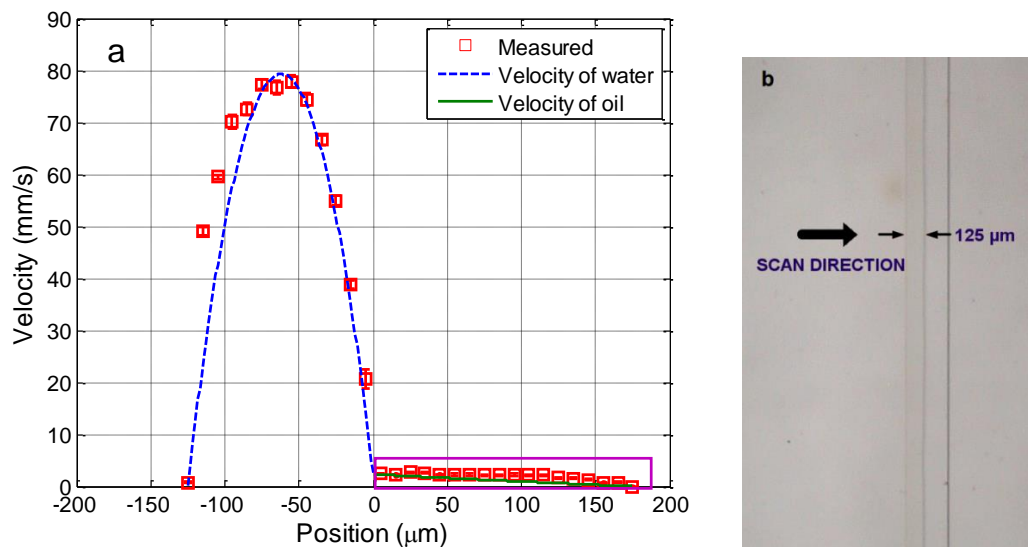 a
Velocity (mm/s)
90
80
70
60
50
40
30
20
10
0
-200
-150
-100
-50
0
50
100
150
200
Position (μm)
Measured
Velocity of water
Velocity of oil
b
125 μm
SCAN DIRECTION